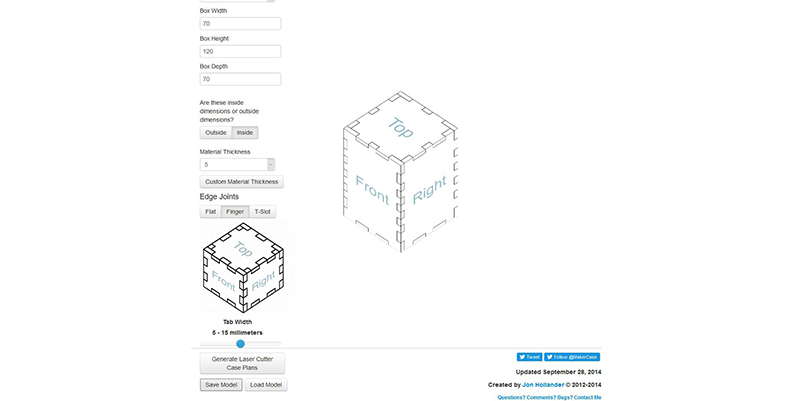 Box Width
70
Box Height
120
Box Depth
70
Are these inside
dimensions or outside
dimensions?
Outside Inside
Material Thickness
5
Custom Material Thickness
Edge Joints
Flat Finger T-Slot
Top
Front Right
Tab Width
5 - 15 millimeters
Generate Laser Cutter
Case Plans
Save Model Load Model
Top
Front Right
Tweet Follow @MakerCase
Updated September 28, 2014
Created by Jon Hollander © 2012-2014
Questions? Comments? Bugs? Contact Me